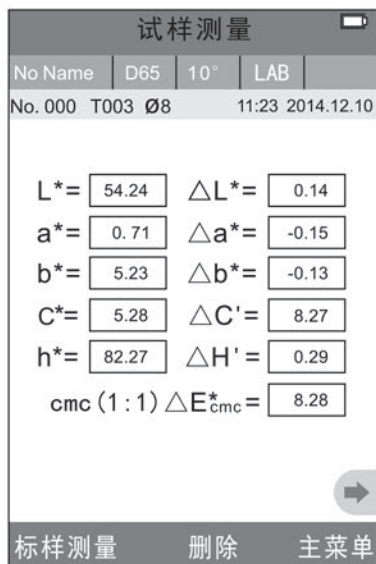 试样测量
No Name D65 10° LAB
No. 000 T003 Ø8 11:23 2014.12.10
L*= 54.24 △L*= 0.14
a*= 0.71 △a*= -0.15
b*= 5.23 △b*= -0.13
C*= 5.28 △C'= 8.27
h*= 82.27 △H'= 0.29
cmc(1:1)△E*cmc= 8.28
标样测量 删除 主菜单